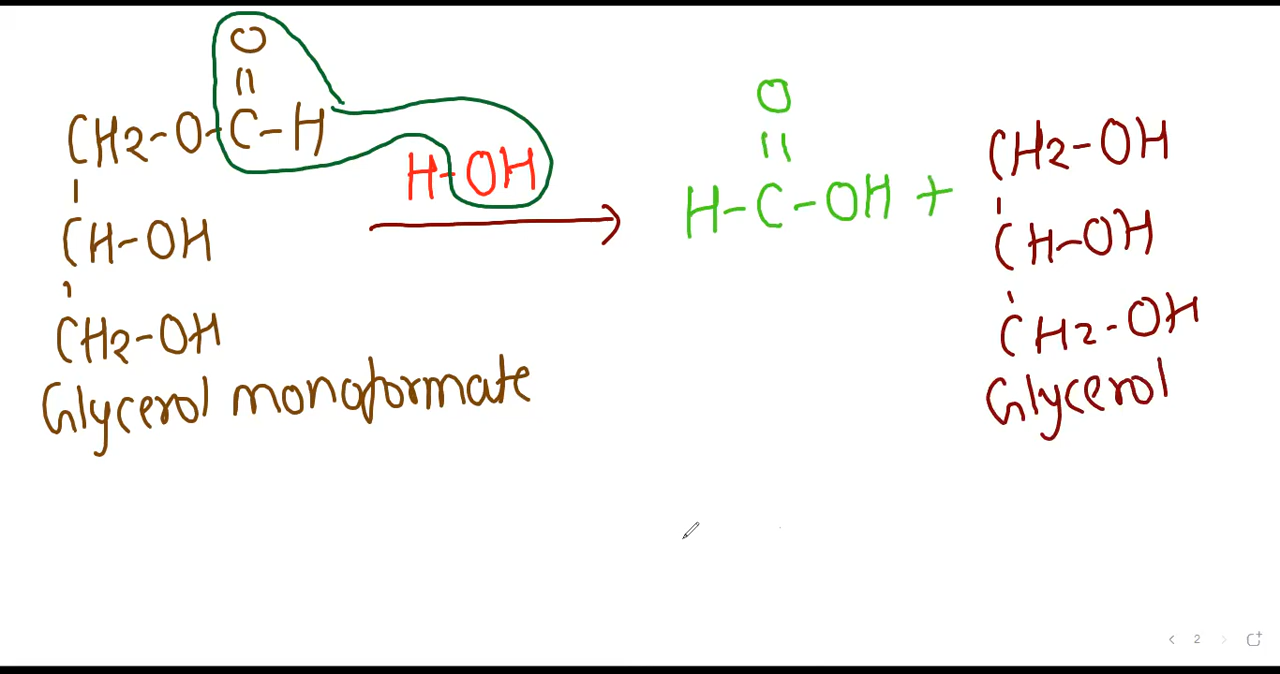 O
||
CH2-O-C-H
H-OH
|
CH-OH
|
CH2-OH
Glycerol monoformate
O
||
H-C-OH +
CH2-OH
|
CH-OH
|
CH2-OH
Glycerol
< 2 >